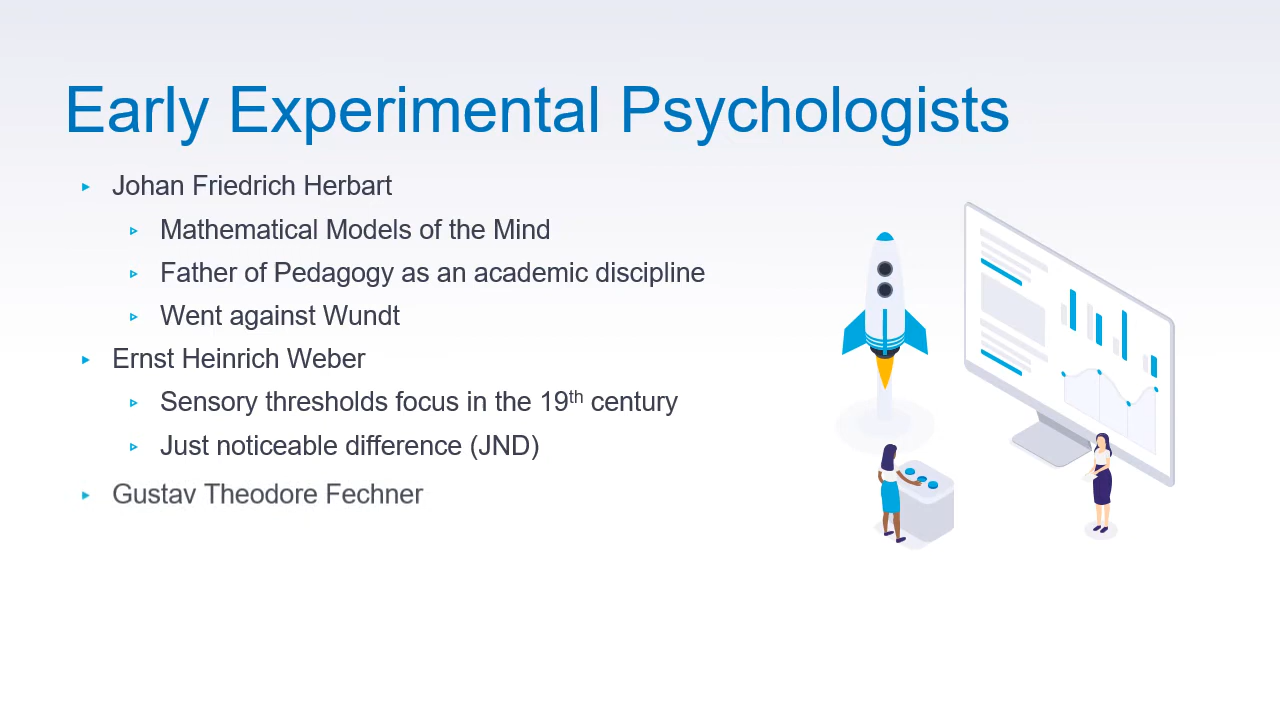 Early Experimental Psychologists
Johan Friedrich Herbart
Mathematical Models of the Mind
Father of Pedagogy as an academic discipline
Went against Wundt
Ernst Heinrich Weber
Sensory thresholds focus in the 19th century
Just noticeable difference (JND)
Gustav Theodore Fechner